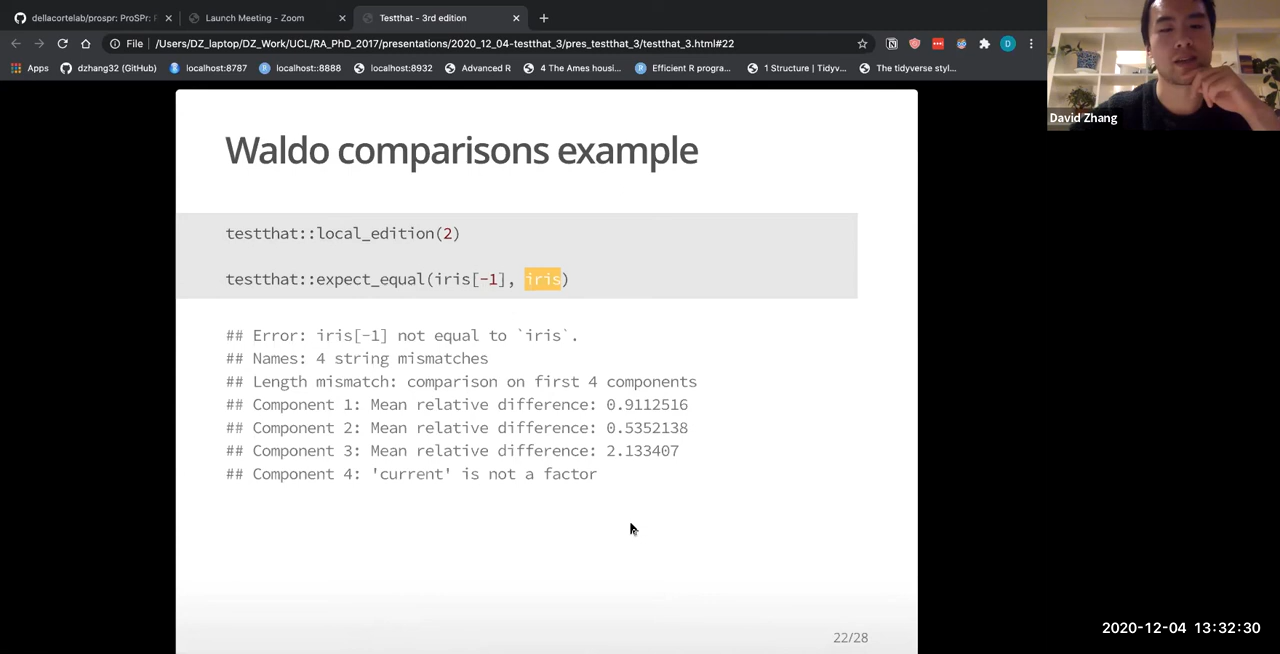 dellacortelab/prospr: ProSPr: P
Launch Meeting - Zoom
Testthat - 3rd edition
File
/Users/DZ_laptop/DZ_Work/UCL/RA_PhD_2017/presentations/2020_12_04-testthat_3/pres_testthat_3/testthat_3.html#22
D
Apps
dzhang32 (GitHub)
localhost:8787
localhost::8888
localhost:8932
Advanced R
4 The Ames housi...
Efficient R progra...
1 Structure | Tidyv...
The tidyverse styl...
David Zhang
Waldo comparisons example
testthat::local_edition(2)
testthat::expect_equal(iris[-1], iris)
## Error: iris[-1] not equal to `iris`.
## Names: 4 string mismatches
## Length mismatch: comparison on first 4 components
## Component 1: Mean relative difference: 0.9112516
## Component 2: Mean relative difference: 0.5352138
## Component 3: Mean relative difference: 2.133407
## Component 4: 'current' is not a factor
22/28
2020-12-04 13:32:30